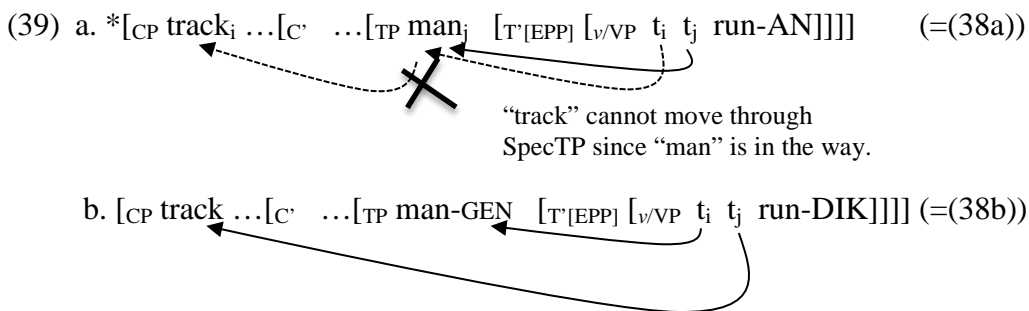 (39) a. *[CP trackᵢ …[C’ …[TP manⱼ [T’[EPP] [v/VP tᵢ tⱼ run-AN]]]] (=(38a))
“track” cannot move through
SpecTP since “man” is in the way.
b. [CP track …[C’ …[TP man-GEN [T’[EPP] [v/VP tᵢ tⱼ run-DIK]]]] (=(38b))